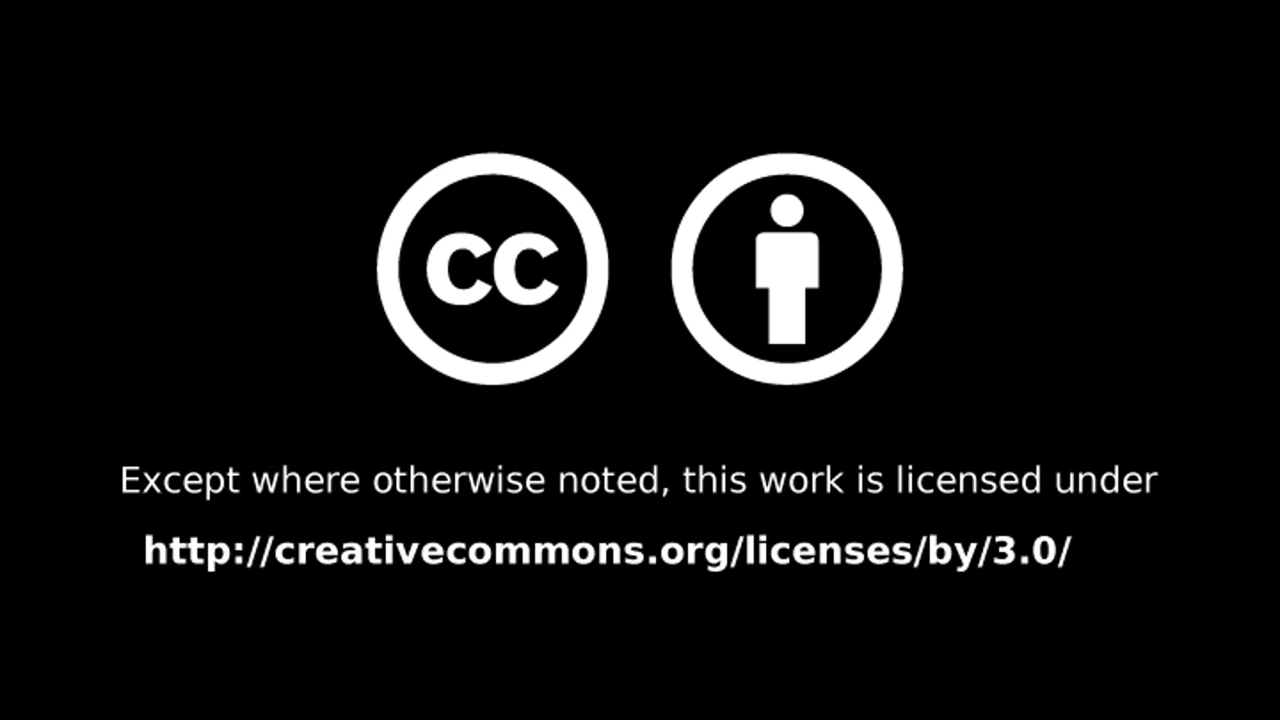 cc
Except where otherwise noted, this work is licensed under
http://creativecommons.org/licenses/by/3.0/